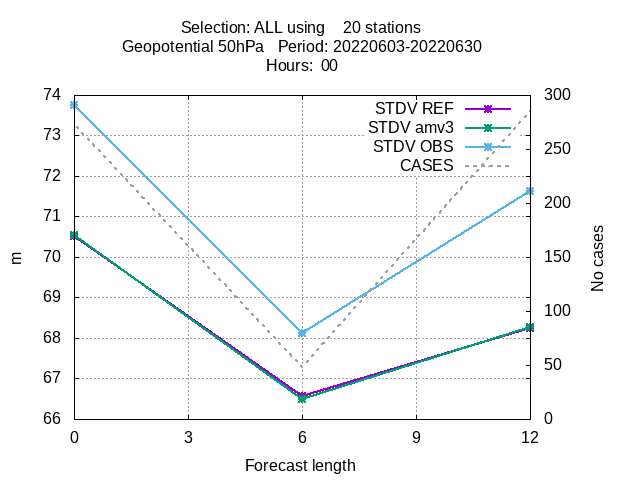 Selection: ALL using    20 stations
Geopotential 50hPa   Period: 20220603-20220630
Hours:  00
STDV REF
STDV amv3
STDV OBS
CASES
74
73
72
71
70
69
68
67
66
m
300
250
200
150
100
50
0
No cases
0 3 6 9 12
Forecast length